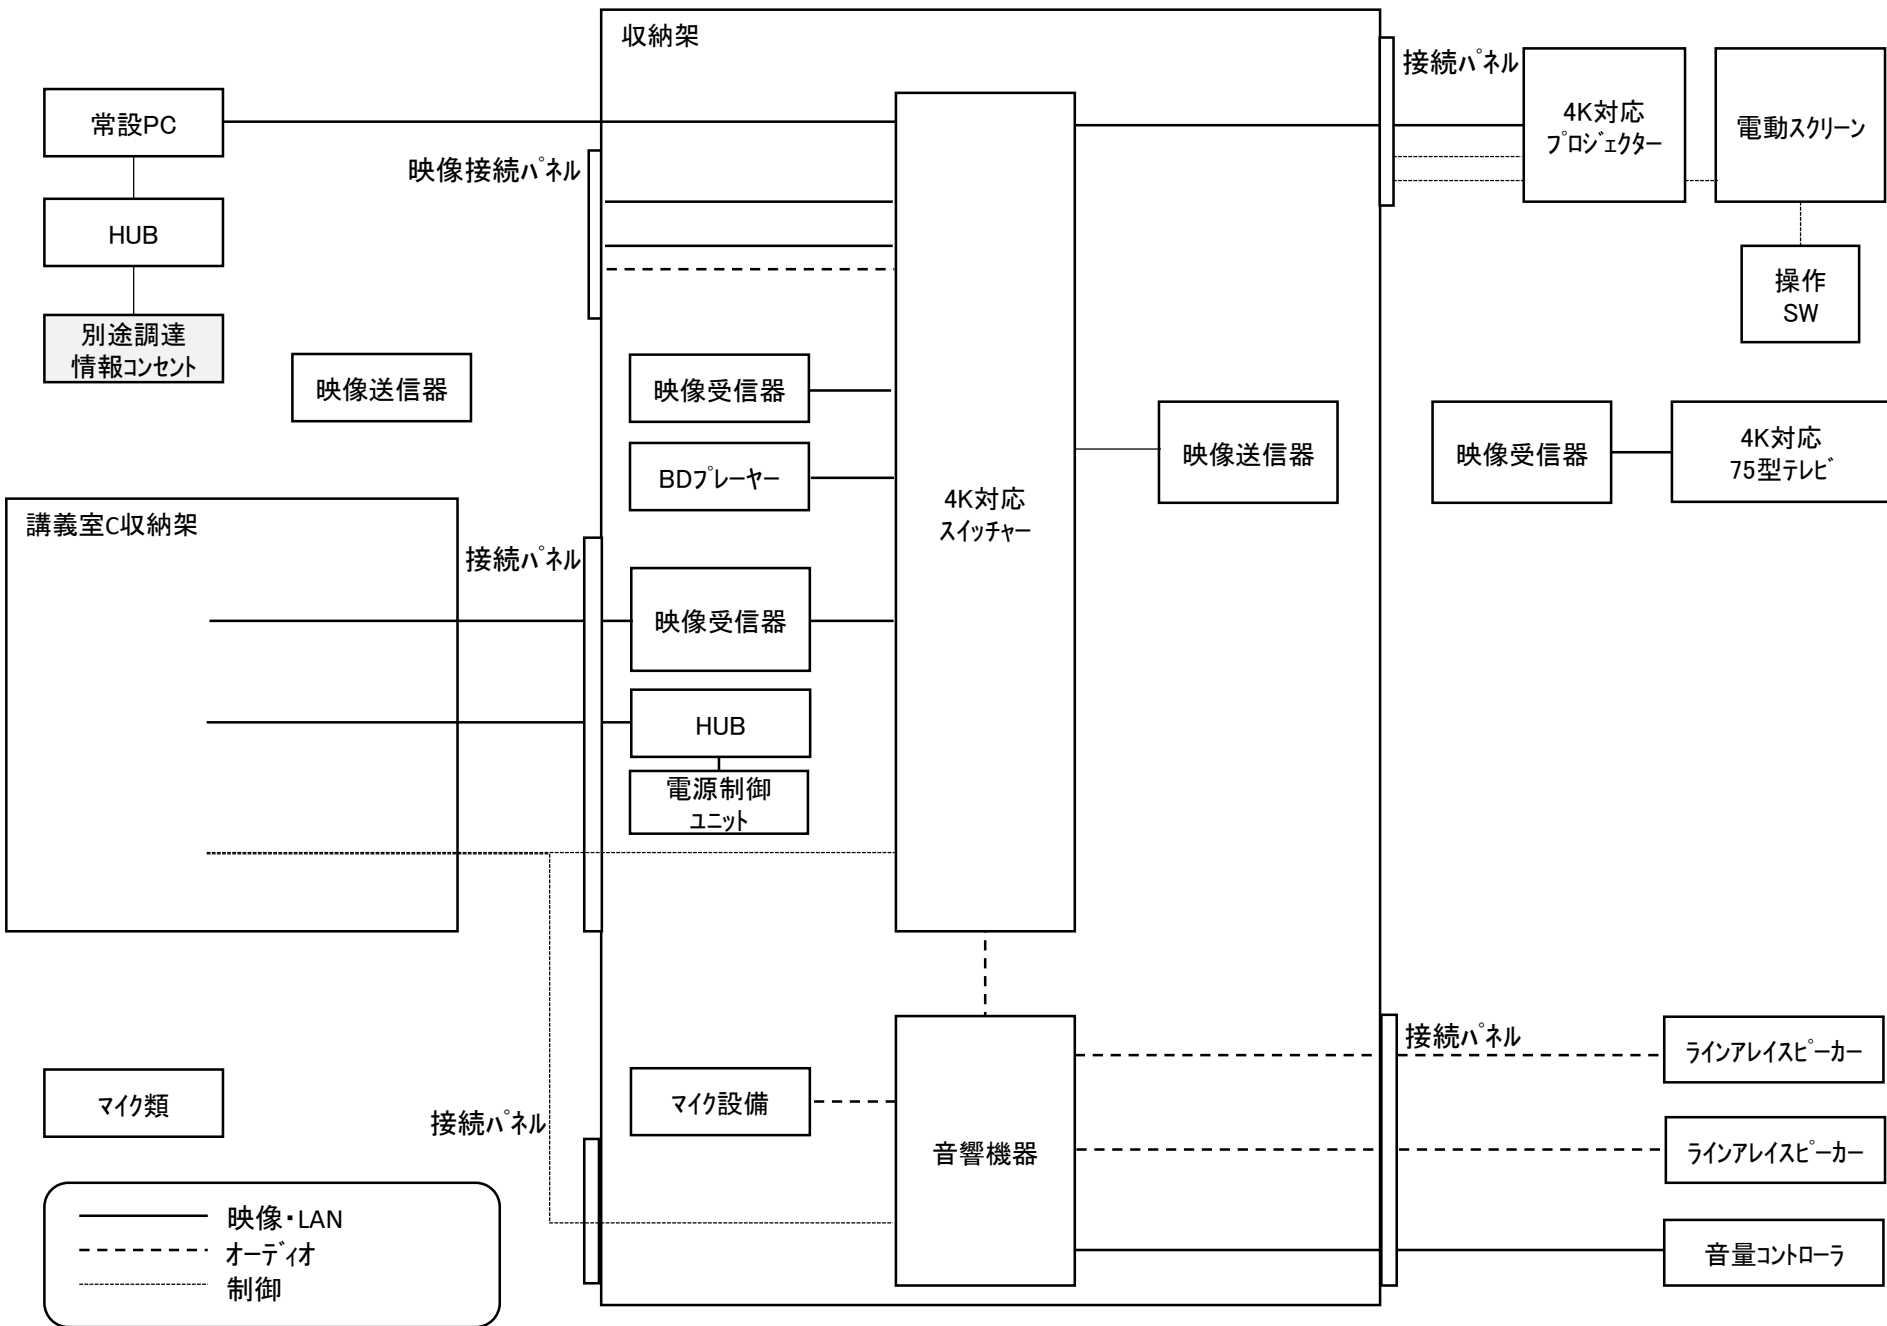 収納架
接続パネル
常設PC
4K対応
プロジェクター
電動スクリーン
映像接続パネル
HUB
操作
SW
別途調達
情報コンセント
映像送信器
映像受信器
BDプレーヤー
4K対応
スイッチャー
映像送信器
映像受信器
4K対応
75型テレビ
講義室C収納架
接続パネル
映像受信器
HUB
電源制御
ユニット
マイク類
接続パネル
マイク設備
音響機器
接続パネル
ラインアレイスピーカー
ラインアレイスピーカー
音量コントローラ
映像・LAN
オーディオ
制御